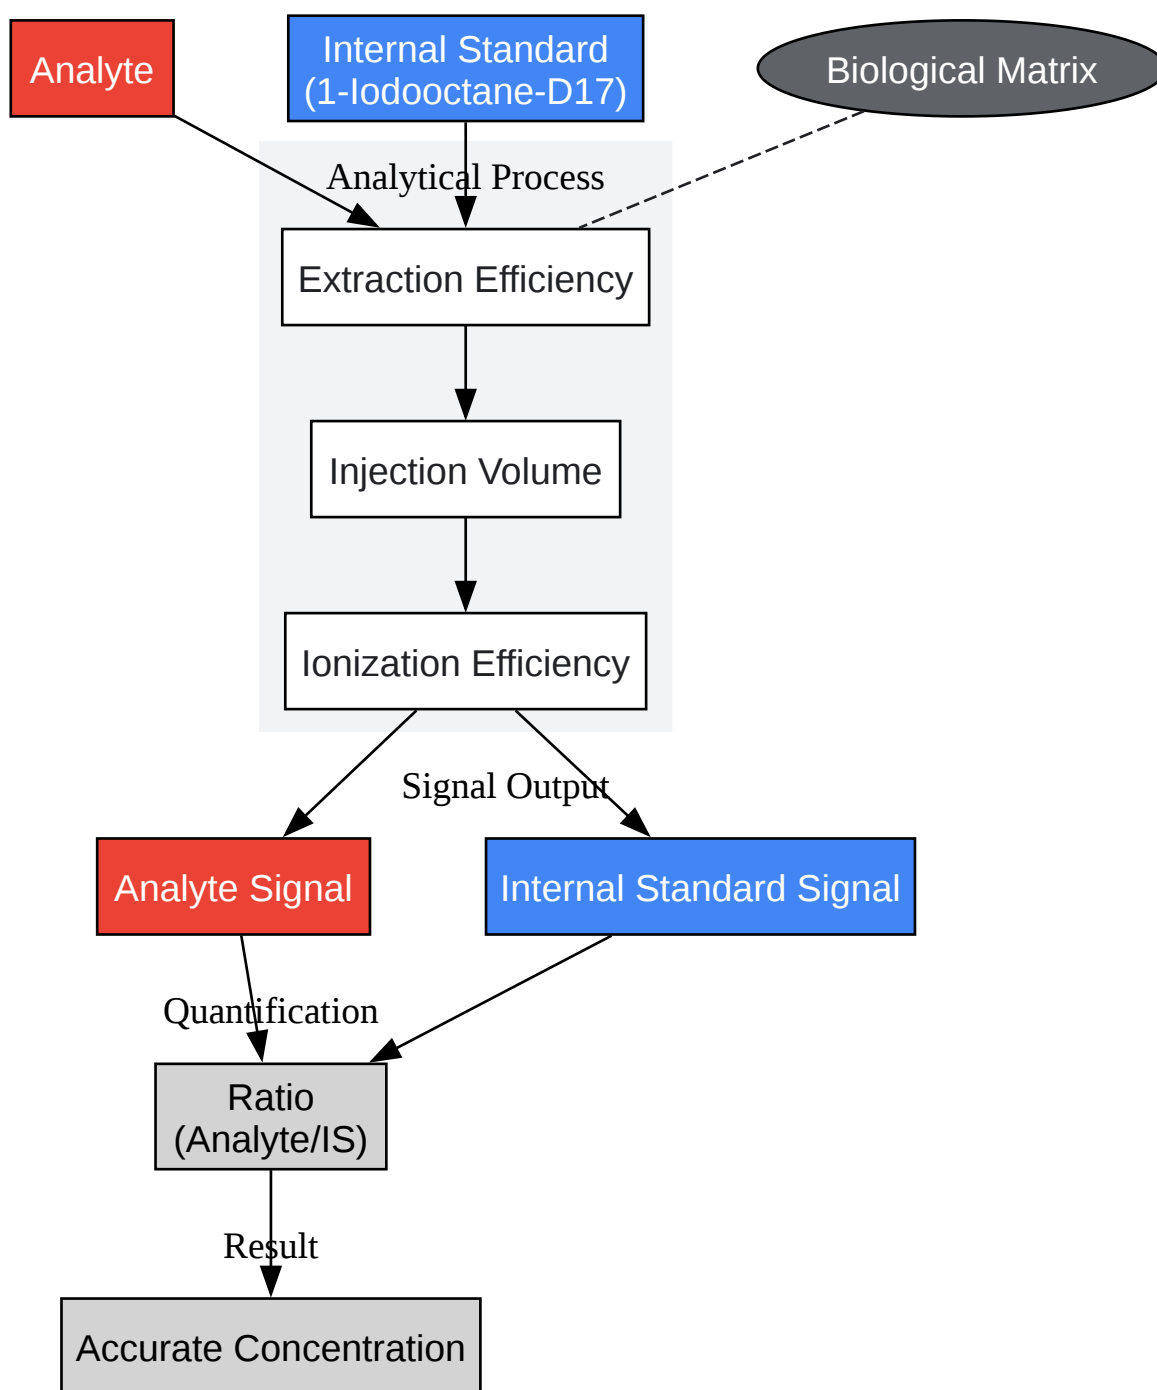 Analyte
Internal Standard
(1-Iodooctane-D17)
Biological Matrix
Analytical Process
Extraction Efficiency
Injection Volume
Ionization Efficiency
Signal Output
Analyte Signal
Internal Standard Signal
Quantification
Ratio
(Analyte/IS)
Result
Accurate Concentration